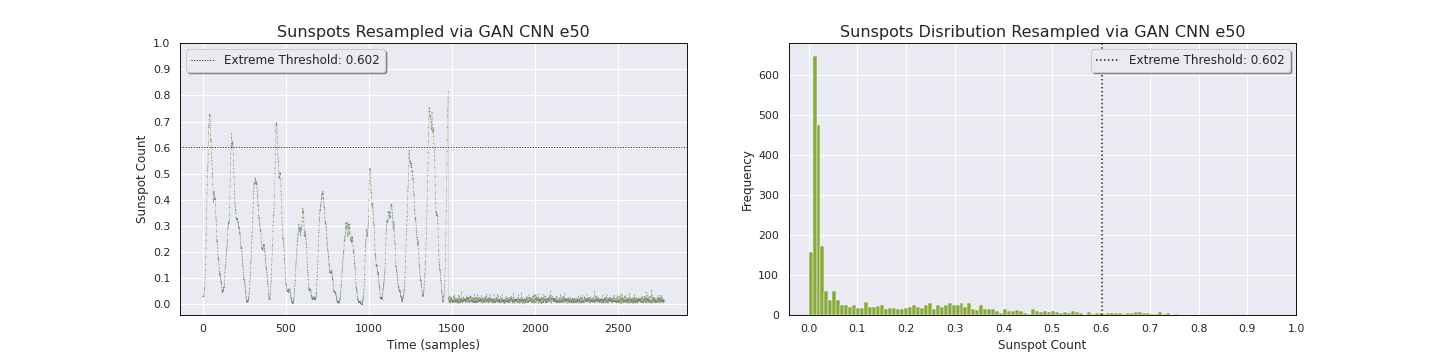 Sunspots Resampled via GAN CNN e50
Extreme Threshold: 0.602
Sunspot Count
1.0
0.9
0.8
0.7
0.6
0.5
0.4
0.3
0.2
0.1
0.0
0 500 1000 1500 2000 2500
Time (samples)
Sunspots Disribution Resampled via GAN CNN e50
Extreme Threshold: 0.602
Frequency
600
500
400
300
200
100
0
0.0 0.1 0.2 0.3 0.4 0.5 0.6 0.7 0.8 0.9 1.0
Sunspot Count